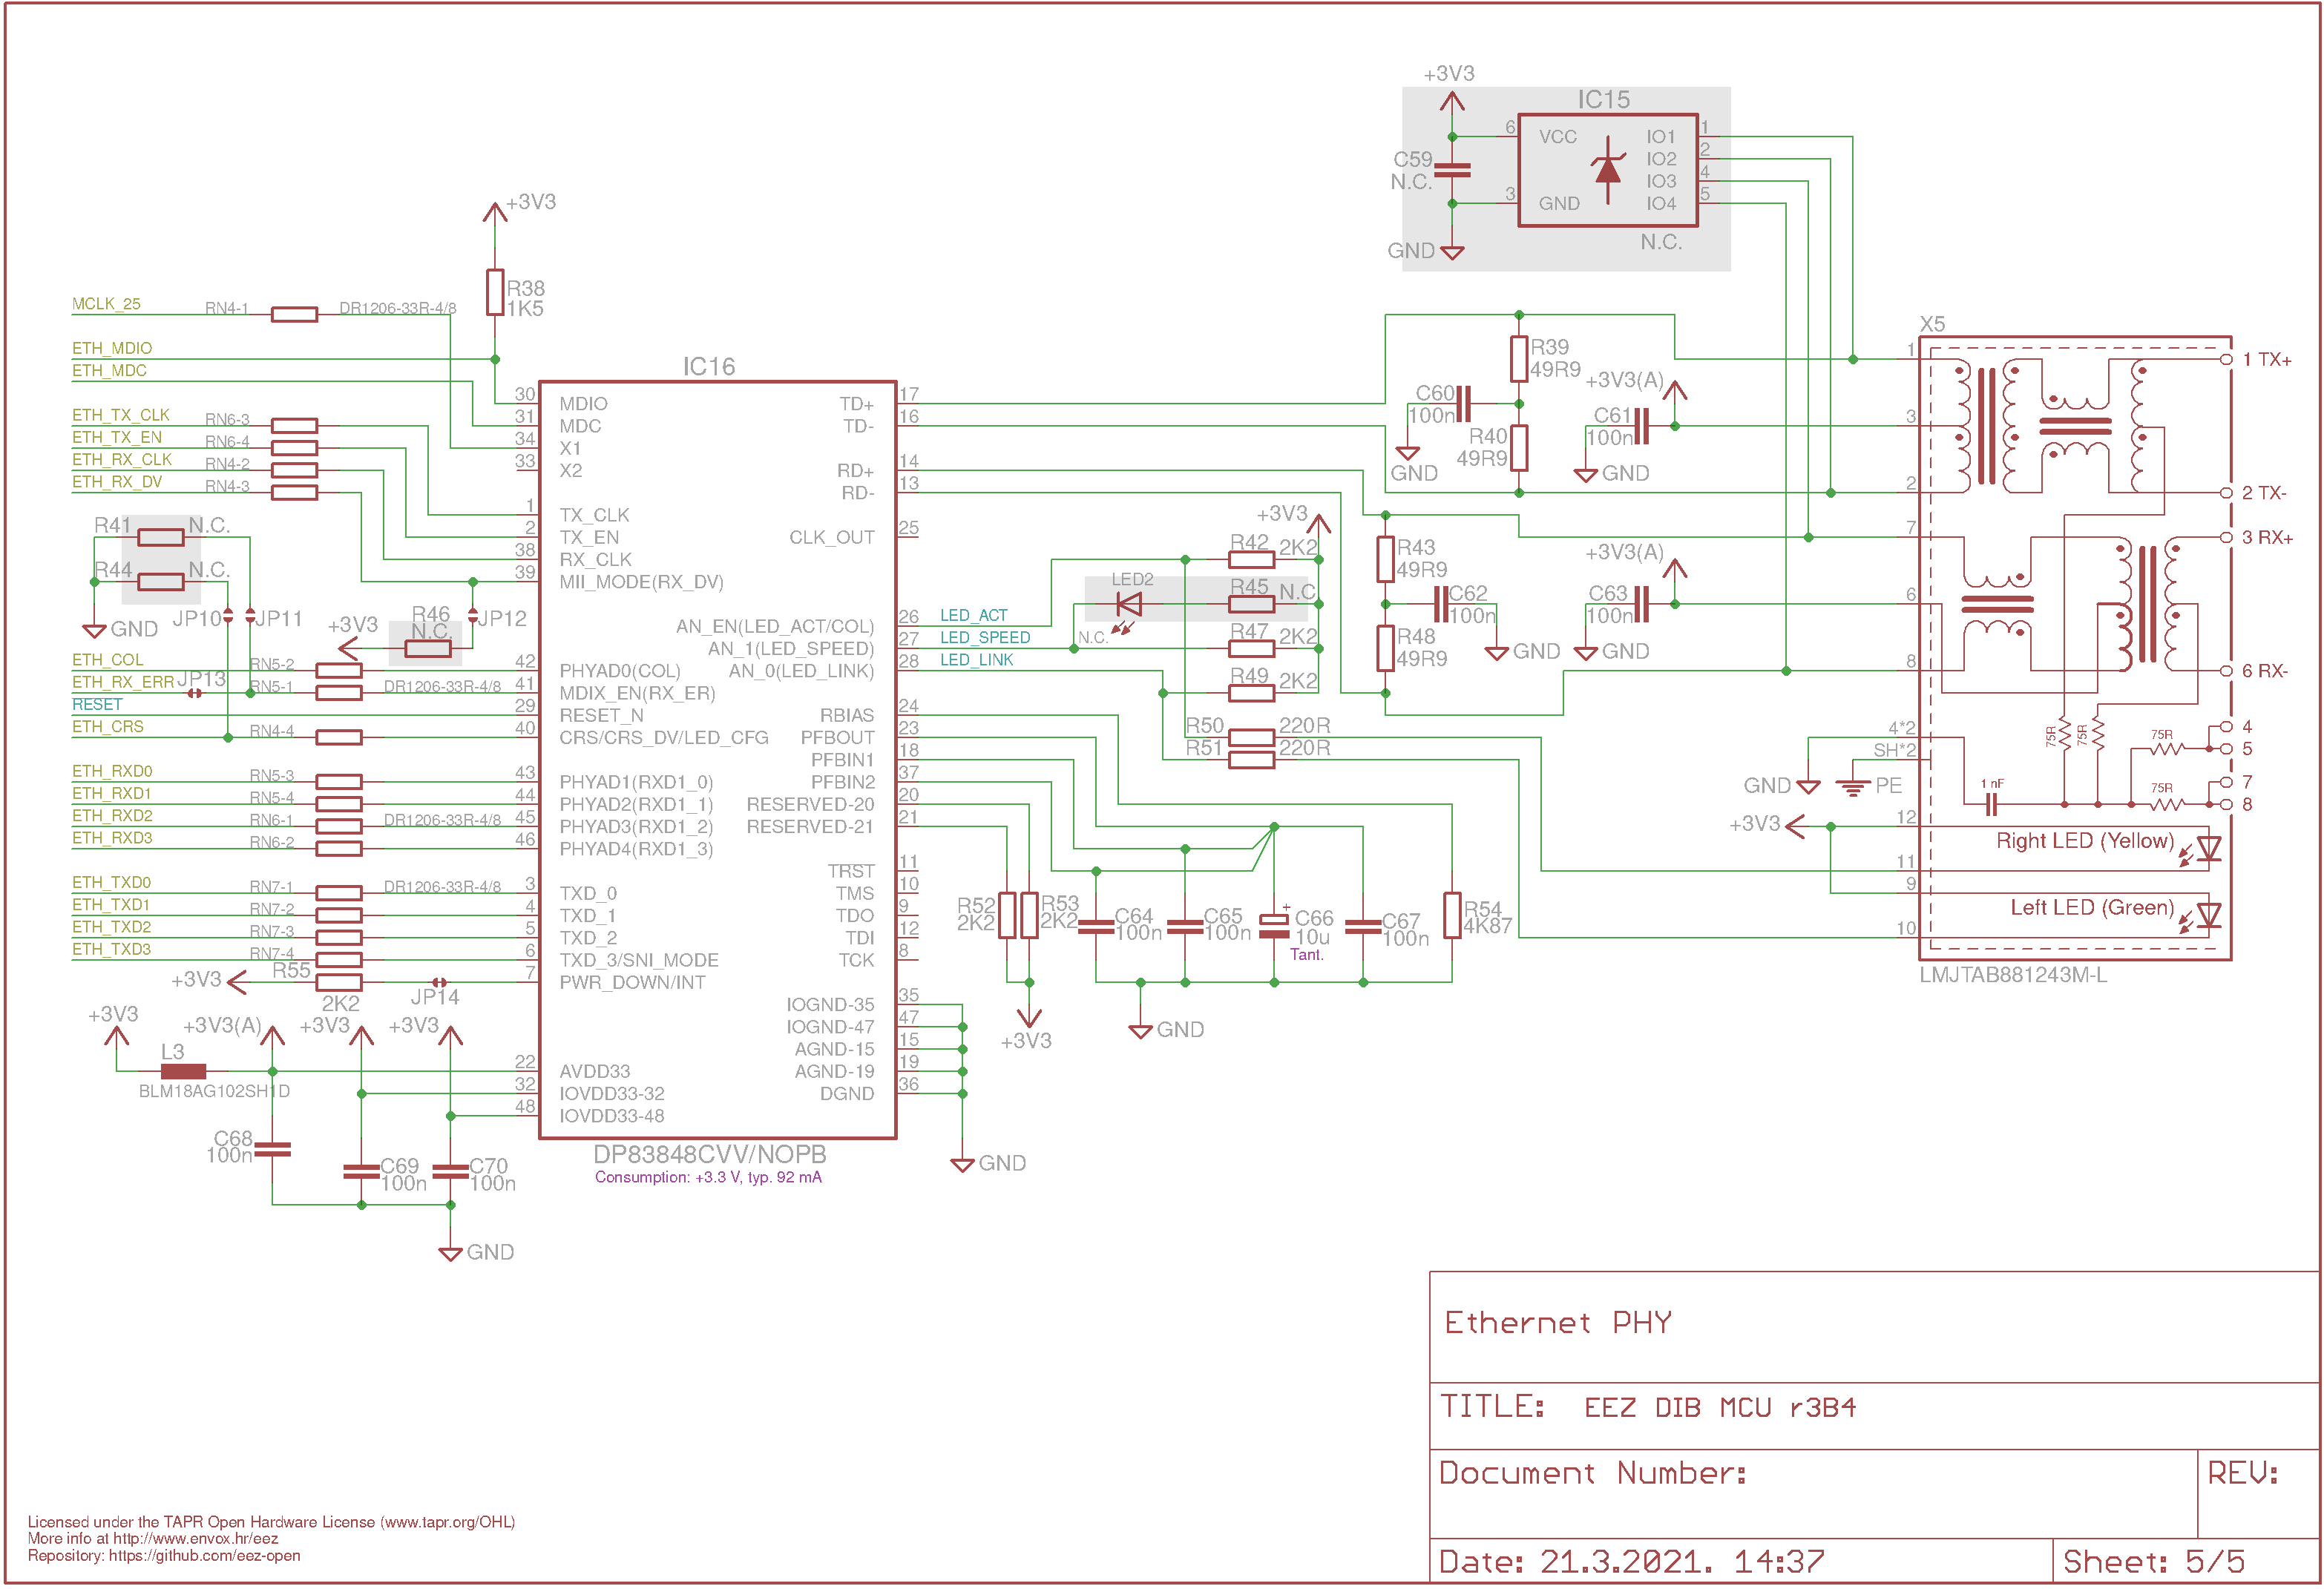 +3V3
IC15
6 VCC IO1 1
IO2 2
C59
N.C.
IO3 4
3 GND IO4 5
GND
N.C.
+3V3
R38
1K5
MCLK_25 RN4-1 DR1206-33R-4/8
ETH_MDIO
ETH_MDC
ETH_TX_CLK RN6-3
ETH_TX_EN RN6-4
ETH_RX_CLK RN4-2
ETH_RX_DV RN4-3
R41 N.C.
R44 N.C.
GND
JP10 JP11
+3V3
R46
N.C.
JP12
ETH_COL RN5-2
ETH_RX_ERR JP13 RN5-1 DR1206-33R-4/8
RESET
ETH_CRS RN4-4
ETH_RXD0 RN5-3
ETH_RXD1 RN5-4
ETH_RXD2 RN6-1 DR1206-33R-4/8
ETH_RXD3 RN6-2
ETH_TXD0 RN7-1 DR1206-33R-4/8
ETH_TXD1 RN7-2
ETH_TXD2 RN7-3
ETH_TXD3 RN7-4
+3V3 R55
2K2
JP14
+3V3 +3V3(A) +3V3 +3V3
L3
BLM18AG102SH1D
C68
100n
C69
100n
C70
100n
GND
IC16
30 MDIO
31 MDC
34 X1
33 X2
1 TX_CLK
2 TX_EN
38 RX_CLK
39 MII_MODE(RX_DV)
42 PHYAD0(COL)
41 MDIX_EN(RX_ER)
29 RESET_N
40 CRS/CRS_DV/LED_CFG
43 PHYAD1(RXD1_0)
44 PHYAD2(RXD1_1)
45 PHYAD3(RXD1_2)
46 PHYAD4(RXD1_3)
3 TXD_0
4 TXD_1
5 TXD_2
6 TXD_3/SNI_MODE
7 PWR_DOWN/INT
22 AVDD33
32 IOVDD33-32
48 IOVDD33-48
TD+ 17
TD- 16
RD+ 14
RD- 13
CLK_OUT 25
AN_EN(LED_ACT/COL) 26 LED_ACT
AN_1(LED_SPEED) 27 LED_SPEED
AN_0(LED_LINK) 28 LED_LINK
RBIAS 24
PFBOUT 23
PFBIN1 18
PFBIN2 37
RESERVED-20 20
RESERVED-21 21
TRST 11
TMS 10
TDO 9
TDI 12
TCK 8
IOGND-35 35
IOGND-47 47
AGND-15 15
AGND-19 19
DGND 36
GND
DP83848CVV/NOPB
Consumption: +3.3 V, typ. 92 mA
R39
49R9
C60
100n
GND
R40
49R9
+3V3(A)
C61
100n
GND
+3V3
R42 2K2
LED2
N.C.
R45 N.C.
R47 2K2
R49 2K2
R43
49R9
C62
100n
GND
R48
49R9
+3V3(A)
C63
100n
GND
R50 220R
R51 220R
R52
2K2
R53
2K2
+3V3
C64
100n
C65
100n
+
C66
10u
Tant.
C67
100n
R54
4K87
GND
X5
1
3
2
7
6
8
4*2
SH*2
12
11
9
10
GND
PE
+3V3
1 TX+
2 TX-
3 RX+
6 RX-
4
5
7
8
75R
75R
75R
75R
1 nF
Right LED (Yellow)
Left LED (Green)
LMJTAB881243M-L
Ethernet PHY
TITLE: EEZ DIB MCU r3B4
Document Number:
REV:
Date: 21.3.2021. 14:37
Sheet: 5/5
Licensed under the TAPR Open Hardware License (www.tapr.org/OHL)
More info at http://www.envox.hr/eez
Repository: https://github.com/eez-open